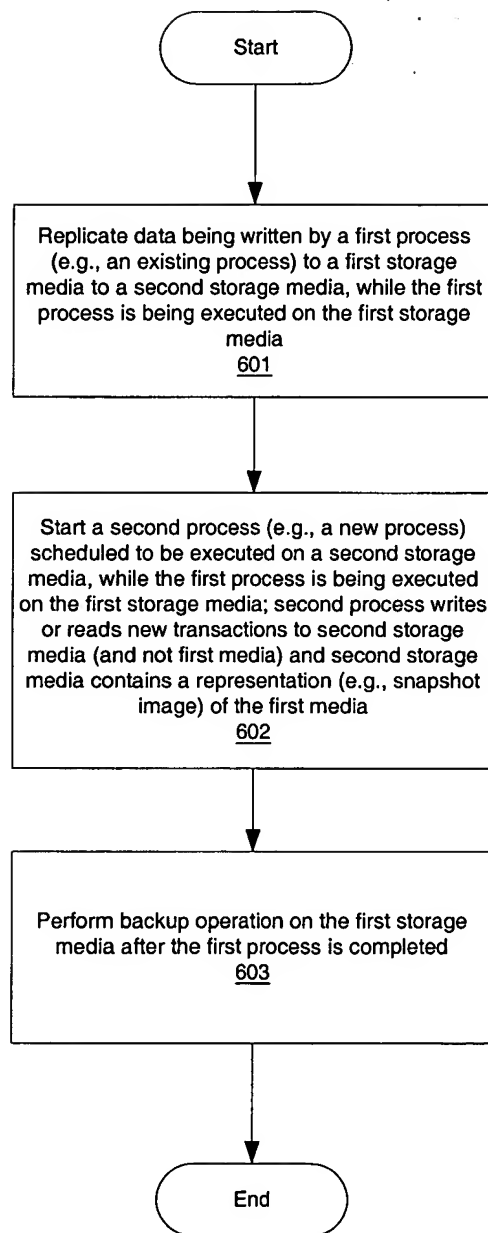 Start
Replicate data being written by a first process
(e.g., an existing process) to a first storage
media to a second storage media, while the first
process is being executed on the first storage
media
601
Start a second process (e.g., a new process)
scheduled to be executed on a second storage
media, while the first process is being executed
on the first storage media; second process writes
or reads new transactions to second storage
media (and not first media) and second storage
media contains a representation (e.g., snapshot
image) of the first media
602
Perform backup operation on the first storage
media after the first process is completed
603
End